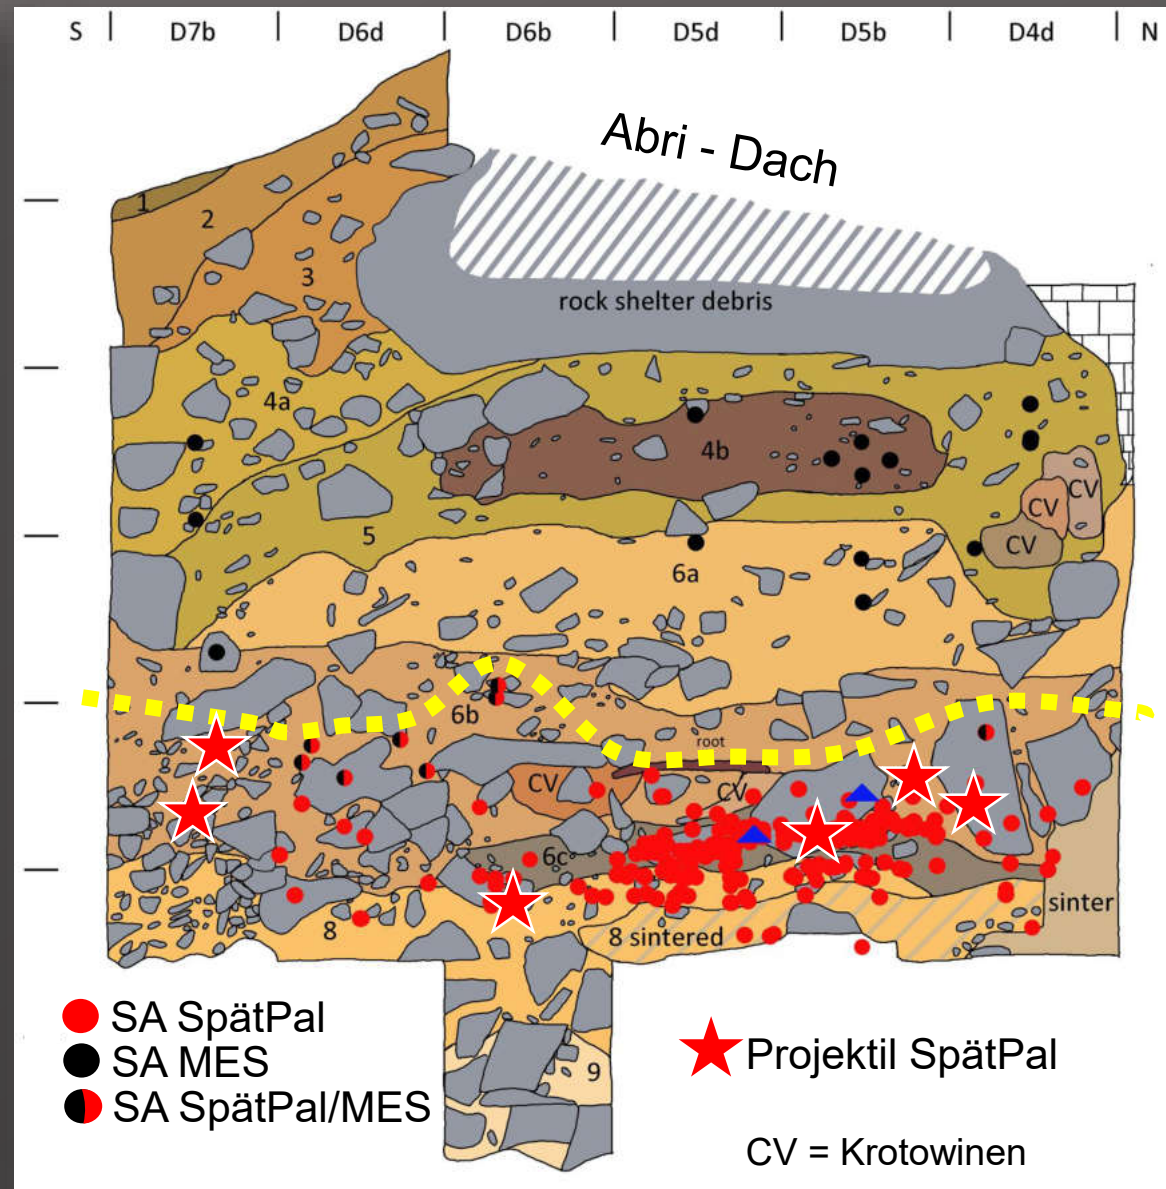 S | D7b | D6d | D6b | D5d | D5b | D4d | N
Abri - Dach
1
2
3
rock shelter debris
4a
4b
CV
CV
CV
5
6a
6b
root
CV
CV
6c
sinter
8
8 sintered
9
SA SpätPal
SA MES
SA SpätPal/MES
Projektil SpätPal
CV = Krotowinen